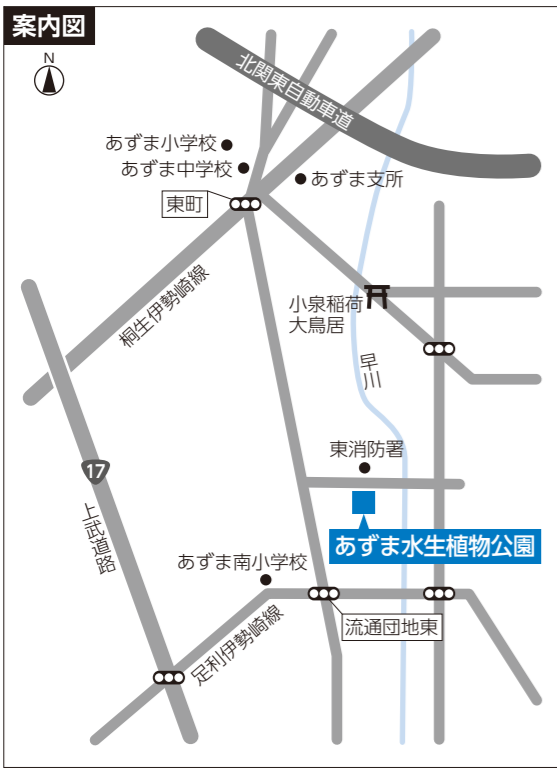 案内図
N
北関東自動車道
あずま小学校
あずま中学校
あずま支所
東町
桐生伊勢崎線
小泉稲荷
大鳥居
早川
東消防署
17
上武道路
あずま水生植物公園
あずま南小学校
流通団地東
足利伊勢崎線